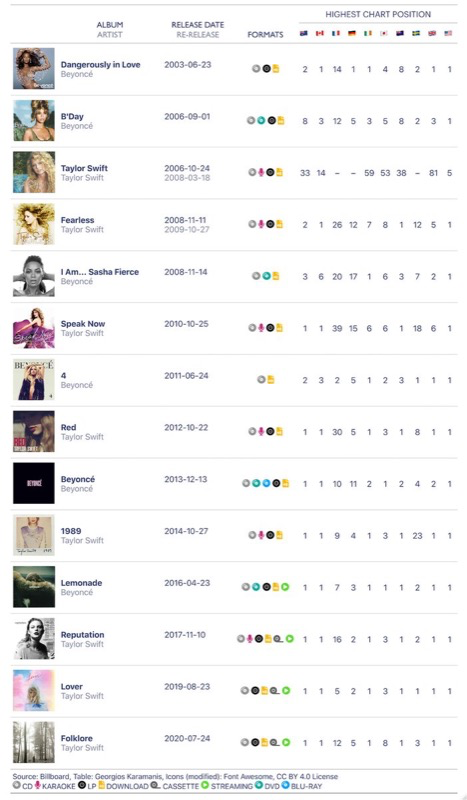 HIGHEST CHART POSITION
ALBUM RELEASE DATE
ARTIST RE-RELEASE FORMATS
Dangerously in Love 2003-06-23 2 1 14 1 1 4 8 2 1 1
Beyoncé
B'Day 2006-09-01 8 3 12 5 3 5 8 2 3 1
Beyoncé
Taylor Swift 2006-10-24 33 14 – – 59 53 38 – 81 5
Taylor Swift 2008-03-18
Fearless 2008-11-11 2 1 26 12 7 8 1 12 5 1
Taylor Swift 2009-10-27
I Am... Sasha Fierce 2008-11-14 3 6 20 17 1 6 3 7 2 1
Beyoncé
Speak Now 2010-10-25 1 1 39 15 6 6 1 18 6 1
Taylor Swift
BEYONCÉ
4 2011-06-24 2 3 2 5 1 2 3 1 1 1
Beyoncé
Red 2012-10-22 1 1 30 5 1 3 1 8 1 1
Taylor Swift
RED
BEYONCÉ
Beyoncé 2013-12-13 1 1 10 11 2 1 2 4 2 1
Beyoncé
1989 2014-10-27 1 1 9 4 1 3 1 23 1 1
Taylor Swift
Lemonade 2016-04-23 1 1 7 3 1 1 1 2 1 1
Beyoncé
Reputation 2017-11-10 1 1 16 2 1 3 1 2 1 1
Taylor Swift
Lover 2019-08-23 1 1 5 2 1 3 1 1 1 1
Taylor Swift
Folklore 2020-07-24 1 1 12 5 1 8 1 3 1 1
Taylor Swift
Source: Billboard, Table: Georgios Karamanis, Icons (modified): Font Awesome, CC BY 4.0 License
CD KARAOKE LP DOWNLOAD CASSETTE STREAMING DVD BLU-RAY